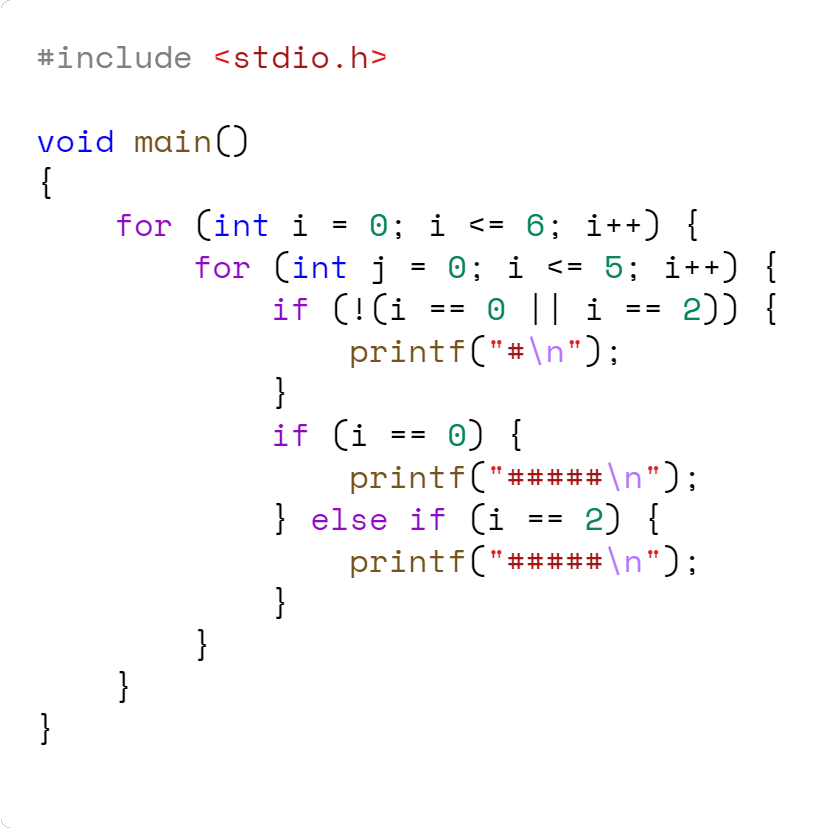 #include <stdio.h>

void main()
{
    for (int i = 0; i <= 6; i++) {
        for (int j = 0; i <= 5; i++) {
            if (!(i == 0 || i == 2)) {
                printf("#\n");
            }
            if (i == 0) {
                printf("#####\n");
            } else if (i == 2) {
                printf("#####\n");
            }
        }
    }
}